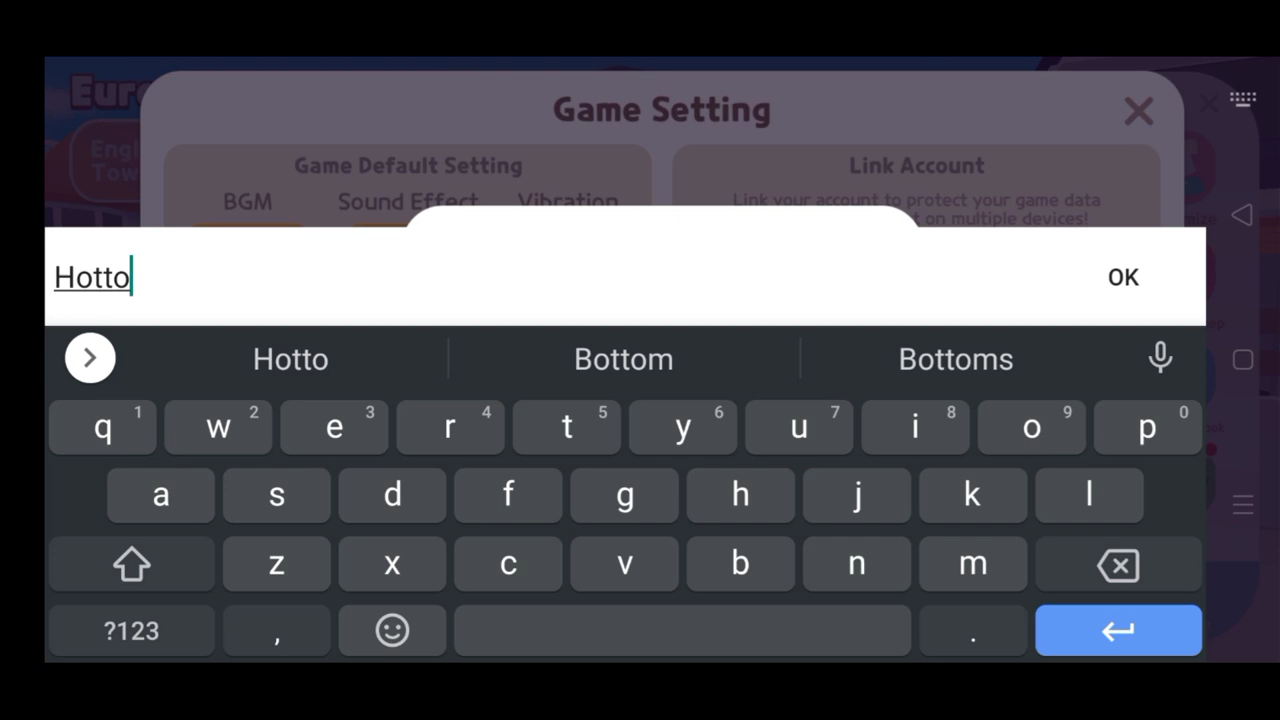 Game Setting
Game Default Setting
Link Account
BGM Sound Effect Vibration
Link your account to protect your game data
t on multiple devices!
Hotto
OK
Hotto Bottom Bottoms
q 1 w 2 e 3 r 4 t 5 y 6 u 7 i 8 o 9 p 0
a s d f g h j k l
z x c v b n m
?123 , .